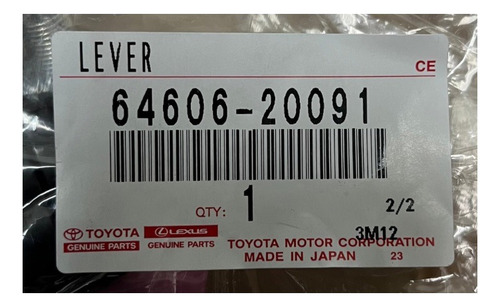 LEVER
CE
64606-20091
QTY: 1
2/2
TOYOTA LEXUS
GENUINE PARTS GENUINE PARTS
3M12
TOYOTA MOTOR CORPORATION
MADE IN JAPAN 23